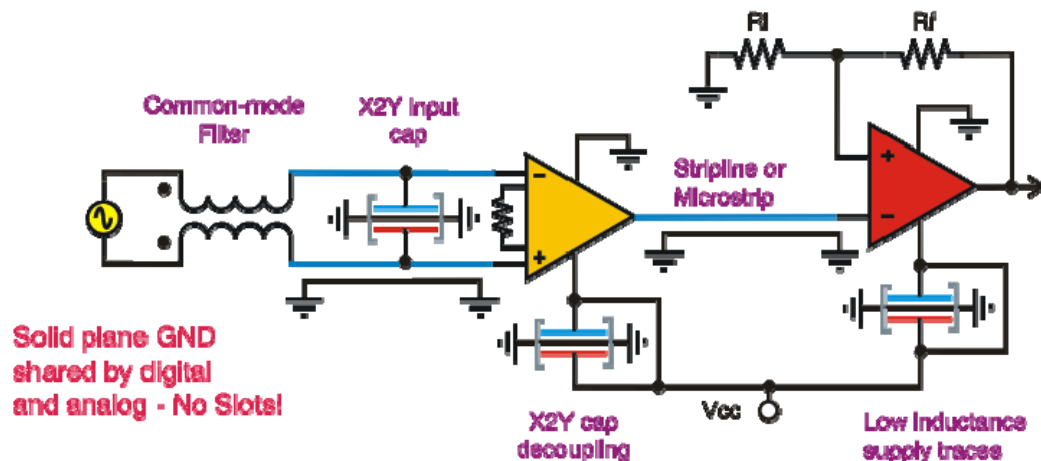 RI
Rf
Common-mode
Filter
X2Y Input
cap
Stripline or
Microstrip
Solid plane GND
shared by digital
and analog - No Slots!
Vcc
X2Y cap
decoupling
Low Inductance
supply traces